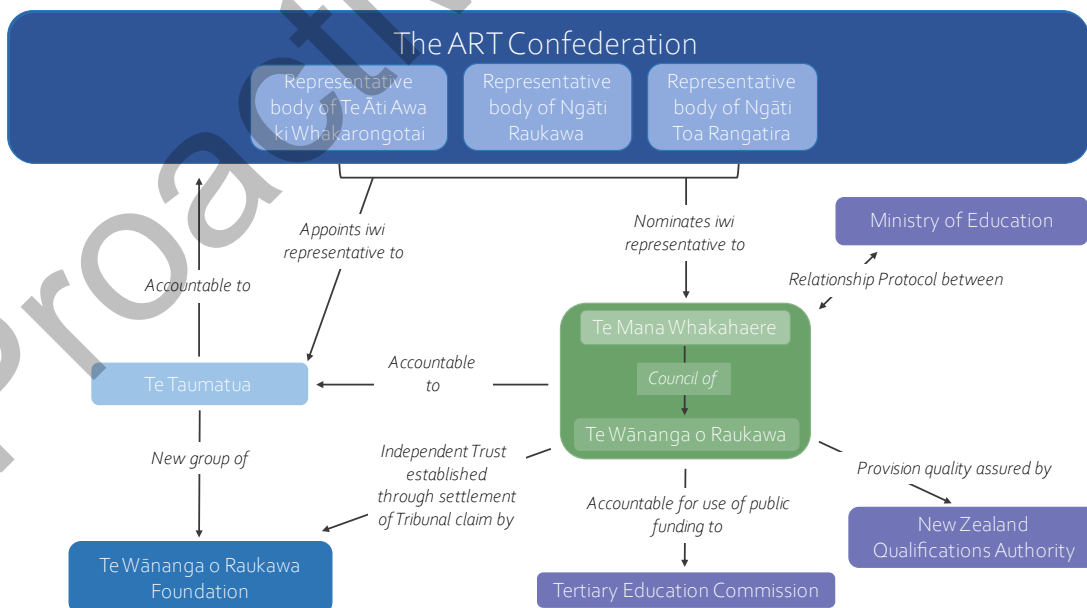 The ART Confederation
Representative
body of Te Āti Awa
ki Whakarongotai
Representative
body of Ngāti
Raukawa
Representative
body of Ngāti
Toa Rangatira
Appoints iwi
representative to
Nominates iwi
representative to
Ministry of Education
Accountable to
Relationship Protocol between
Te Mana Whakahaere
Te Taumatua
Accountable
to
Council of
Te Wānanga o Raukawa
New group of
Independent Trust
established
through settlement
of Tribunal claim by
Accountable for use of public
funding to
Provision quality assured by
New Zealand
Qualifications Authority
Te Wānanga o Raukawa
Foundation
Tertiary Education Commission